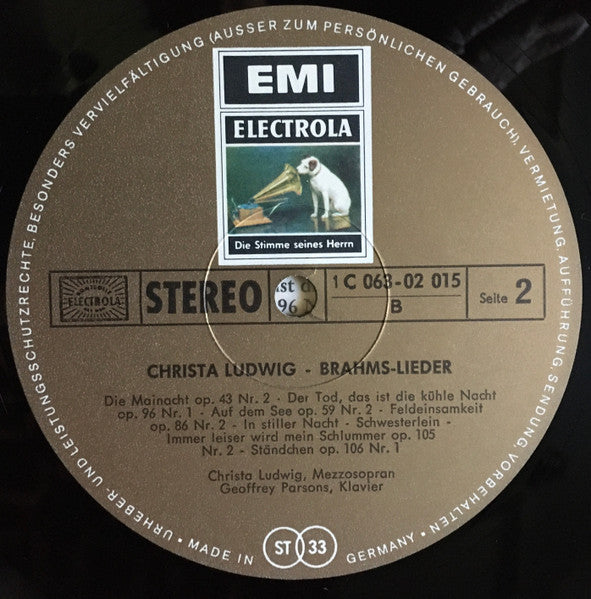 URHEBER- UND LEISTUNGSSCHUTZRECHTE, BESONDERS VERVIELFÄLTIGUNG (AUSSER ZUM PERSÖNLICHEN GEBRAUCH), VERMIETUNG, AUFFÜHRUNG, SENDUNG, VORBEHALTEN
EMI
ELECTROLA
Die Stimme seines Herrn
ELECTROLA
STEREO
ist d
96 N
1 C 063-02 015
B
Seite 2
CHRISTA LUDWIG - BRAHMS-LIEDER
Die Mainacht op. 43 Nr. 2 · Der Tod, das ist die kühle Nacht
op. 96 Nr. 1 - Auf dem See op. 59 Nr. 2 - Feldeinsamkeit
op. 86 Nr. 2 - In stiller Nacht - Schwesterlein -
Immer leiser wird mein Schlummer op. 105
Nr. 2 - Ständchen op. 106 Nr. 1
Christa Ludwig, Mezzosopran
Geoffrey Parsons, Klavier
• MADE IN ST 33 GERMANY •